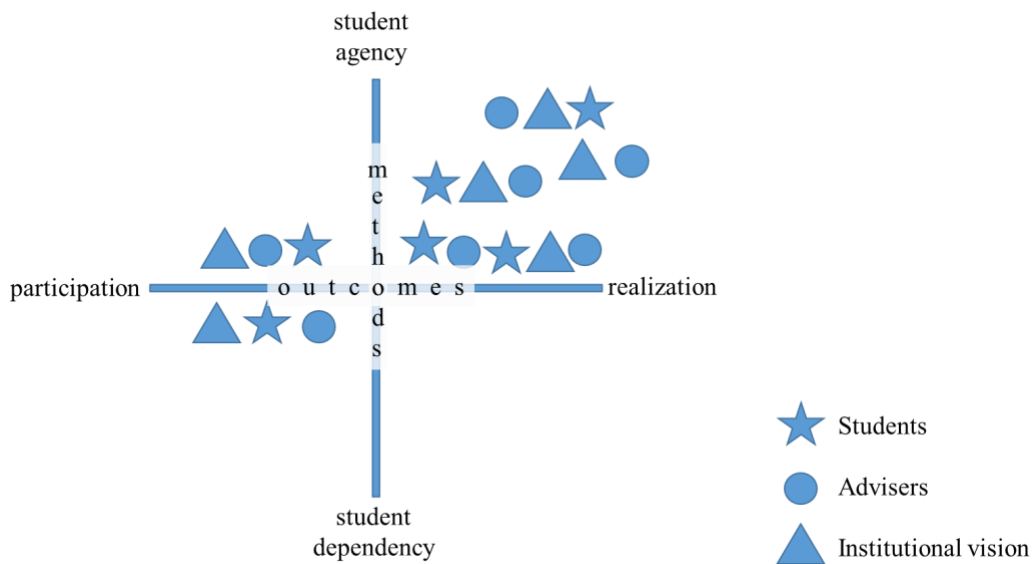 student
agency
methods
participation
outcomes
realization
student
dependency
Students
Advisers
Institutional vision